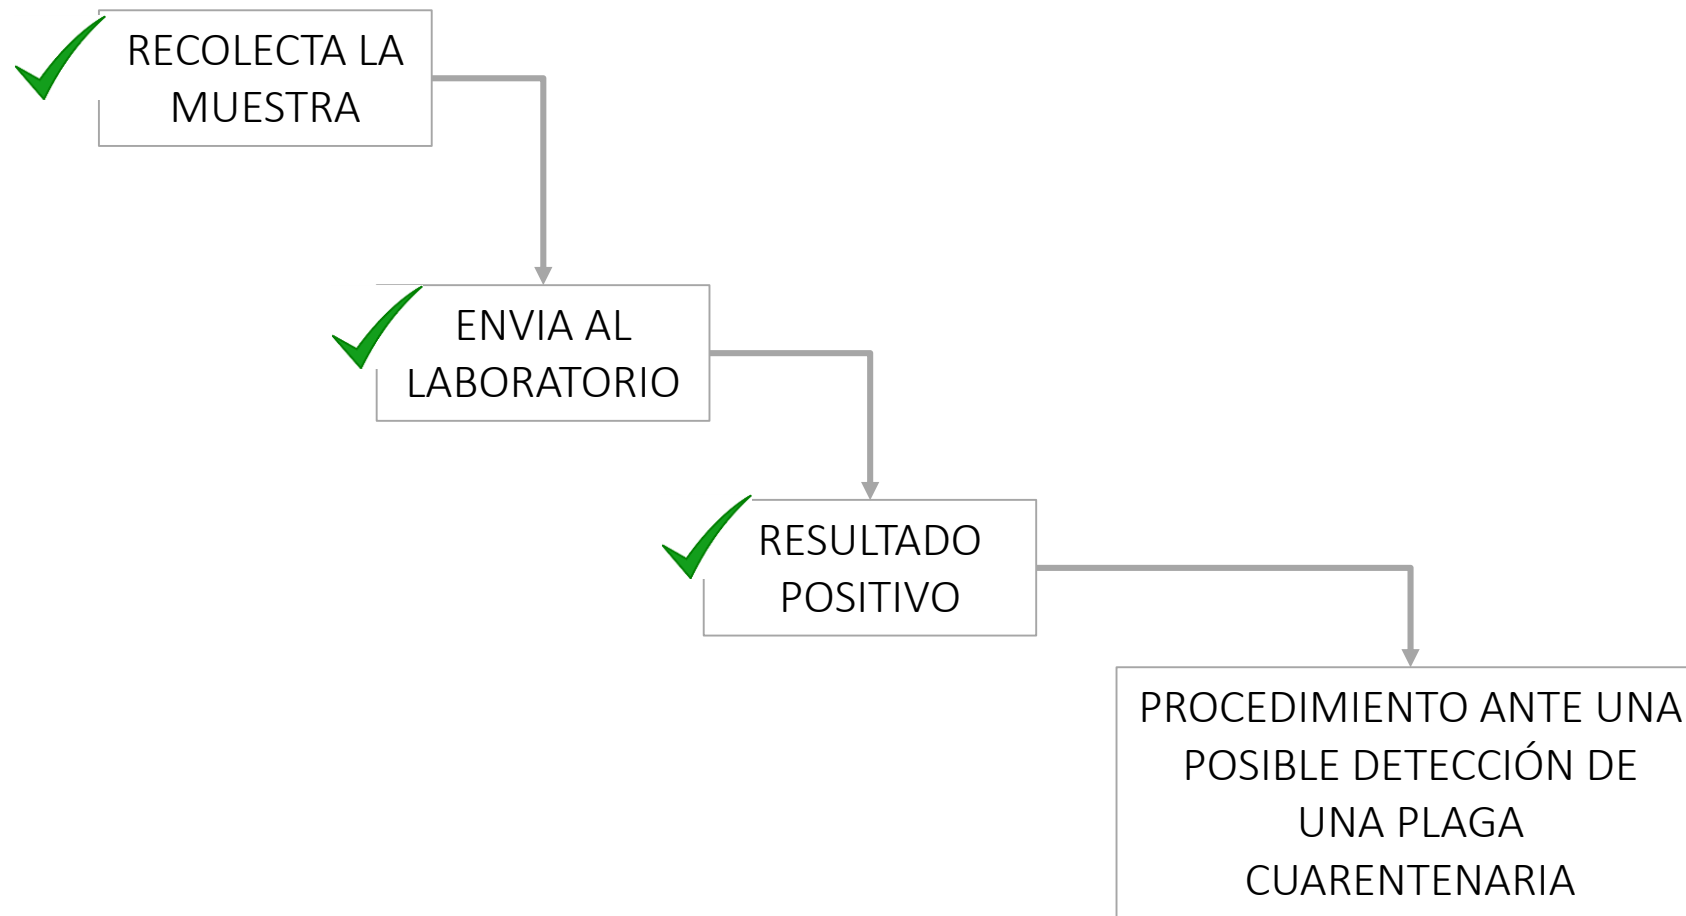 RECOLECTA LA
MUESTRA
ENVIA AL
LABORATORIO
RESULTADO
POSITIVO
PROCEDIMIENTO ANTE UNA
POSIBLE DETECCIÓN DE
UNA PLAGA
CUARENTENARIA